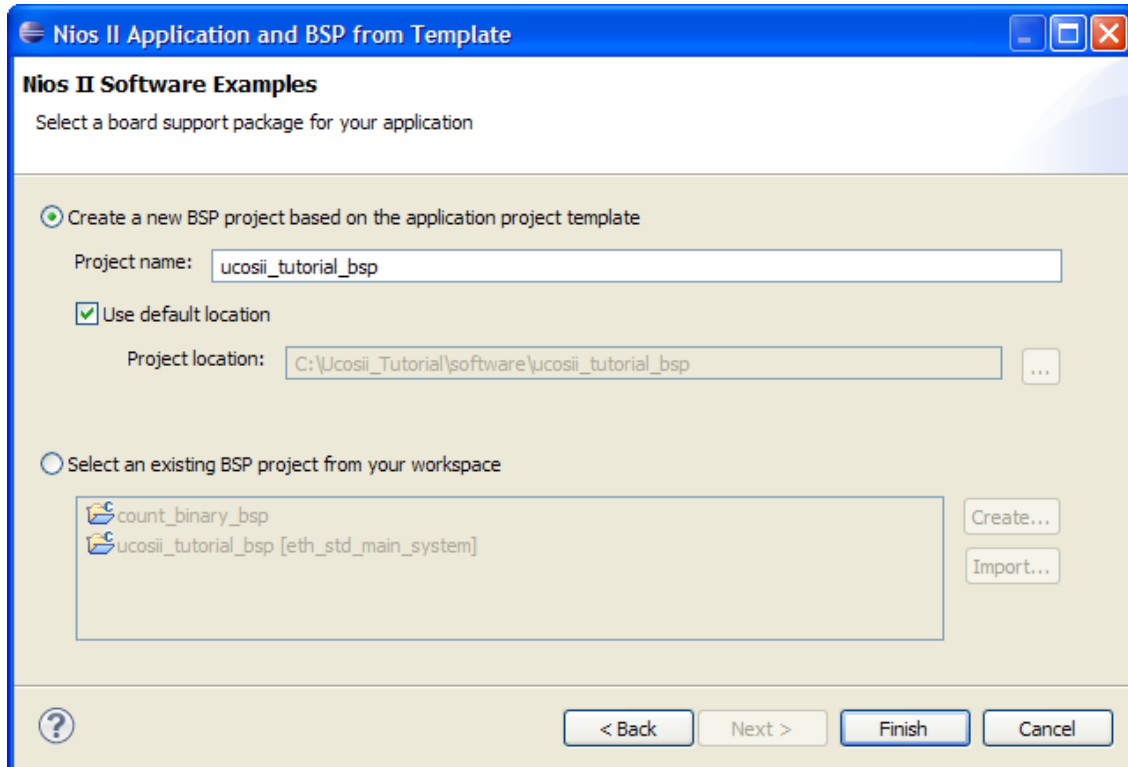 Nios II Application and BSP from Template
Nios II Software Examples
Select a board support package for your application
Create a new BSP project based on the application project template
Project name: ucosii_tutorial_bsp
Use default location
Project location: C:\Ucosii_Tutorial\software\ucosii_tutorial_bsp ...
Select an existing BSP project from your workspace
count_binary_bsp
Create...
ucosii_tutorial_bsp [eth_std_main_system]
Import...
? < Back Next > Finish Cancel